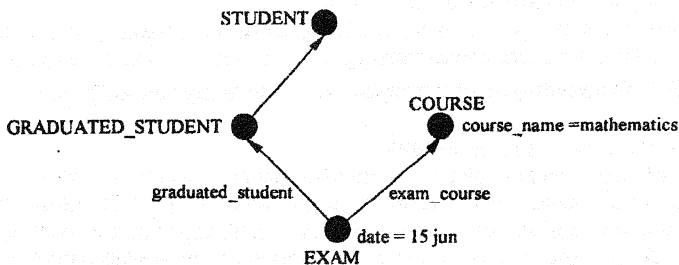 STUDENT
COURSE
GRADUATED_STUDENT
course_name =mathematics
graduated_student
exam_course
date = 15 jun
EXAM